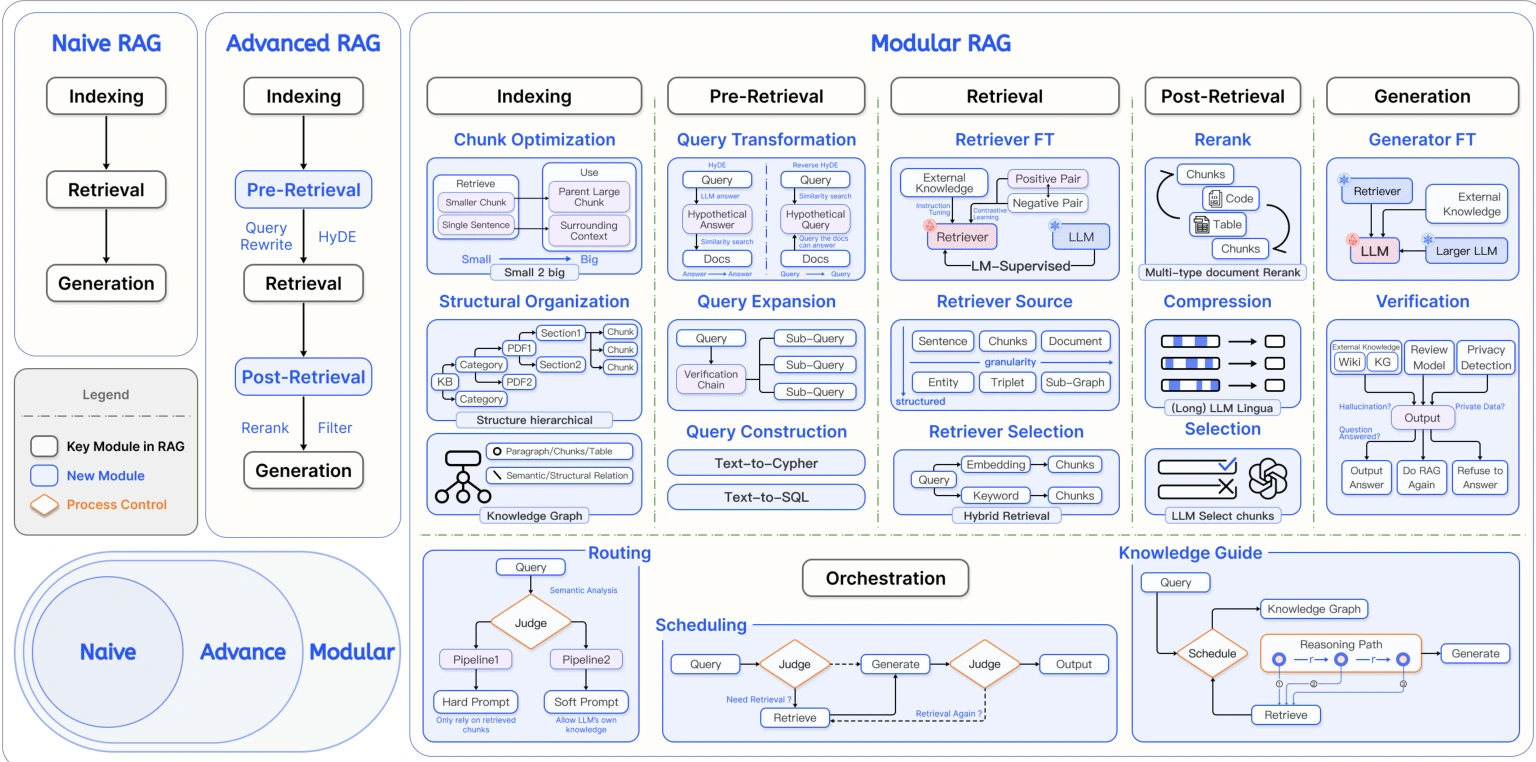 Naive RAG
Indexing
Retrieval
Generation
Legend
Key Module in RAG
New Module
Process Control
Advanced RAG
Indexing
Pre-Retrieval
Query
Rewrite
HyDE
Retrieval
Post-Retrieval
Rerank
Filter
Generation
Naive
Advance
Modular
Modular RAG
Indexing
Chunk Optimization
Retrieve
Smaller Chunk
Single Sentence
Use
Parent Large
Chunk
Surrounding
Context
Small
Big
Small 2 big
Structural Organization
KB
Category
Category
PDF1
PDF2
Section1
Section2
Chunk
Chunk
Chunk
Structure hierarchical
Paragraph/Chunks/Table
Semantic/Structural Relation
Knowledge Graph
Pre-Retrieval
Query Transformation
HyDE
Query
LLM answer
Hypothetical
Answer
Similarity search
Docs
Answer
Answer
Reverse HyDE
Query
Similarity search
Hypothetical
Query
Query the docs
can answer
Docs
Query
Query
Query Expansion
Query
Verification
Chain
Sub-Query
Sub-Query
Sub-Query
Query Construction
Text-to-Cypher
Text-to-SQL
Retrieval
Retriever FT
External
Knowledge
Positive Pair
Negative Pair
Instruction
Tuning
Contrastive
Learning
Retriever
LLM
LM-Supervised
Retriever Source
Sentence
Chunks
Document
granularity
Entity
Triplet
Sub-Graph
structured
Retriever Selection
Query
Embedding
Chunks
Keyword
Chunks
Hybrid Retrieval
Post-Retrieval
Rerank
Chunks
Code
Table
Chunks
Multi-type document Rerank
Compression
(Long) LLM Lingua
Selection
LLM Select chunks
Generation
Generator FT
Retriever
External
Knowledge
LLM
Larger LLM
Verification
External Knowledge
Wiki
KG
Review
Model
Privacy
Detection
Hallucination?
Output
Private Data?
Question
Answered?
Output
Answer
Do RAG
Again
Refuse to
Answer
Routing
Query
Semantic Analysis
Judge
Pipeline1
Pipeline2
Hard Prompt
Soft Prompt
Only rely on retrieved
chunks
Allow LLM's own
knowledge
Orchestration
Scheduling
Query
Judge
Generate
Judge
Output
Need Retrieval ?
Retrieve
Retrieval Again ?
Knowledge Guide
Query
Schedule
Knowledge Graph
Reasoning Path
r
r
Generate
①
②
③
Retrieve